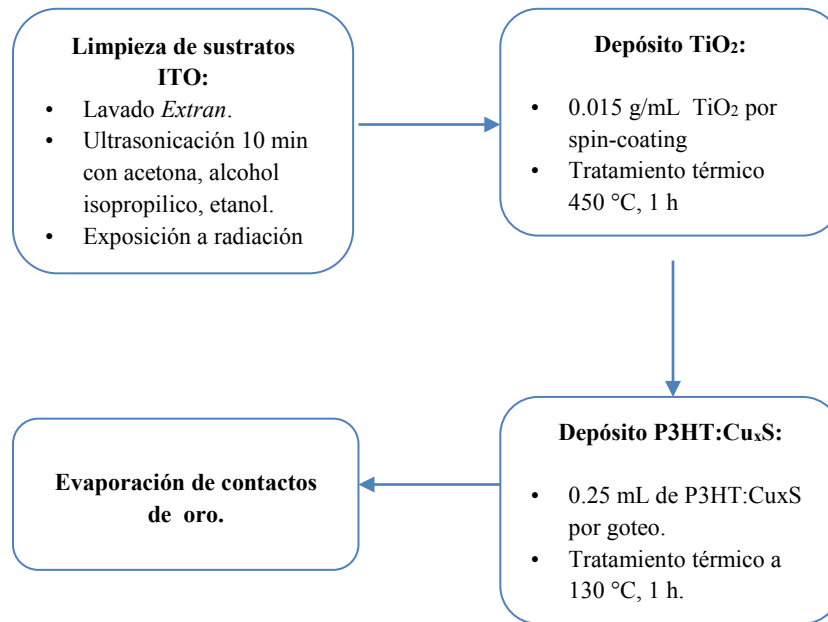 Limpieza de sustratos
ITO:
• Lavado Extran.
• Ultrasonicación 10 min
con acetona, alcohol
isopropilico, etanol.
• Exposición a radiación
Depósito TiO₂:
• 0.015 g/mL TiO₂ por
spin-coating
• Tratamiento térmico
450 °C, 1 h
Depósito P3HT:CuₓS:
• 0.25 mL de P3HT:CuxS
por goteo.
• Tratamiento térmico a
130 °C, 1 h.
Evaporación de contactos
de oro.